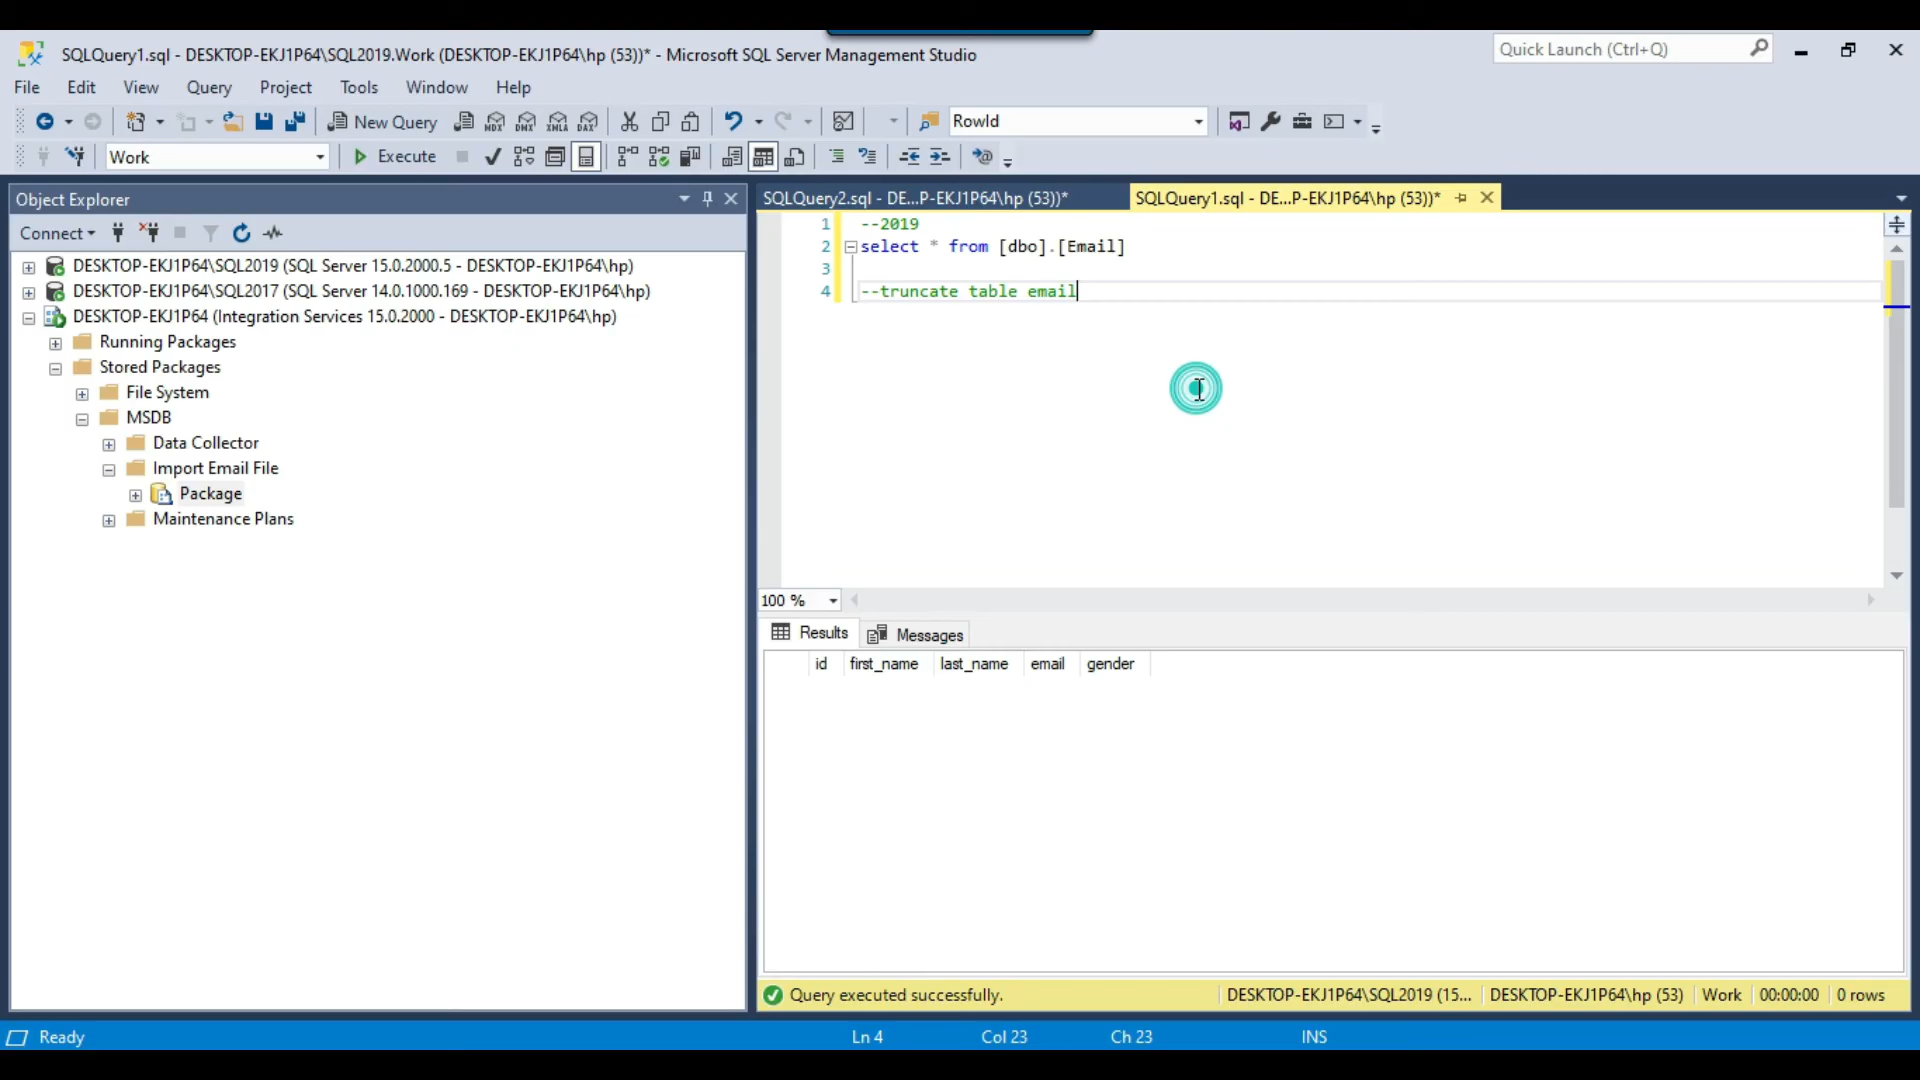 SQLQuery1.sql - DESKTOP-EKJ1P64\SQL2019.Work (DESKTOP-EKJ1P64\hp (53))* - Microsoft SQL Server Management Studio
Quick Launch (Ctrl+Q)
File Edit View Query Project Tools Window Help
New Query MDX DMX XMLA DAX RowId
Work Execute
Object Explorer
Connect
DESKTOP-EKJ1P64\SQL2019 (SQL Server 15.0.2000.5 - DESKTOP-EKJ1P64\hp)
DESKTOP-EKJ1P64\SQL2017 (SQL Server 14.0.1000.169 - DESKTOP-EKJ1P64\hp)
DESKTOP-EKJ1P64 (Integration Services 15.0.2000 - DESKTOP-EKJ1P64\hp)
Running Packages
Stored Packages
File System
MSDB
Data Collector
Import Email File
Package
Maintenance Plans
SQLQuery2.sql - DE...P-EKJ1P64\hp (53))* SQLQuery1.sql - DE...P-EKJ1P64\hp (53))*
1 --2019
2 select * from [dbo].[Email]
3
4 --truncate table email
100 %
Results Messages
id first_name last_name email gender
Query executed successfully. DESKTOP-EKJ1P64\SQL2019 (15... DESKTOP-EKJ1P64\hp (53) Work 00:00:00 0 rows
Ready Ln 4 Col 23 Ch 23 INS